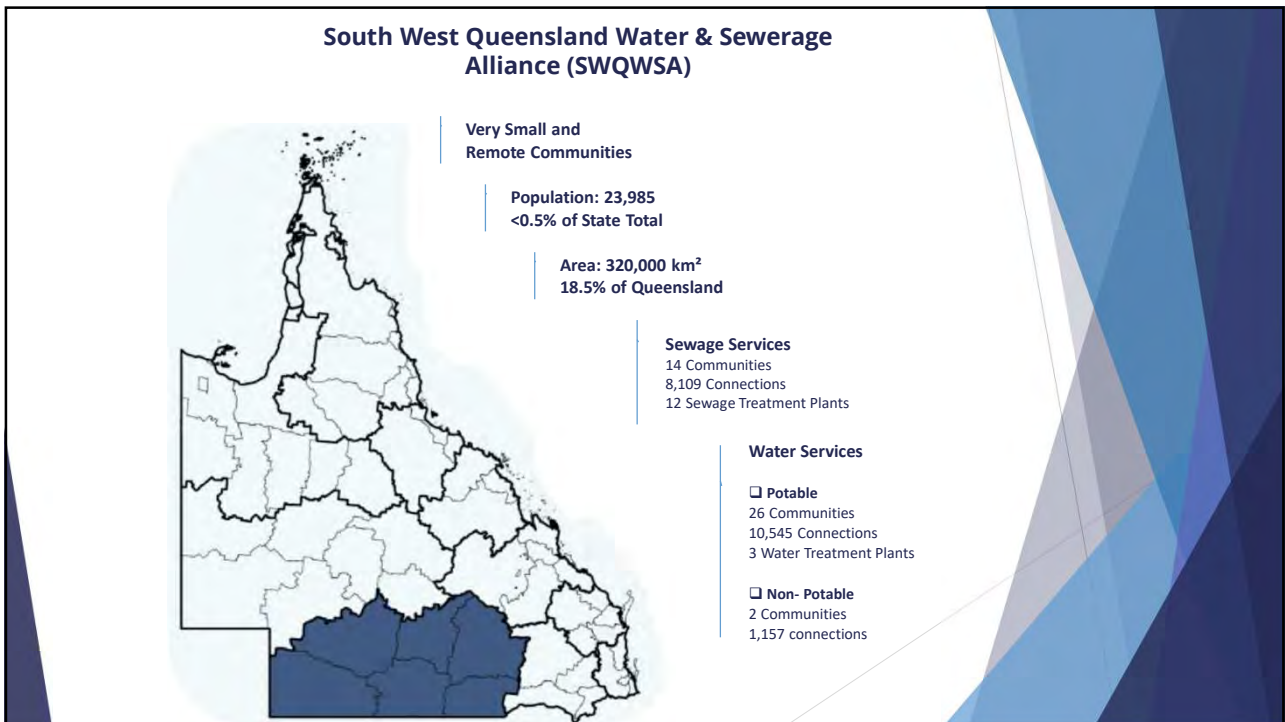 South West Queensland Water & Sewerage
Alliance (SWQWSA)
Very Small and
Remote Communities
Population: 23,985
<0.5% of State Total
Area: 320,000 km²
18.5% of Queensland
Sewage Services
14 Communities
8,109 Connections
12 Sewage Treatment Plants
Water Services
❑ Potable
26 Communities
10,545 Connections
3 Water Treatment Plants
❑ Non- Potable
2 Communities
1,157 connections